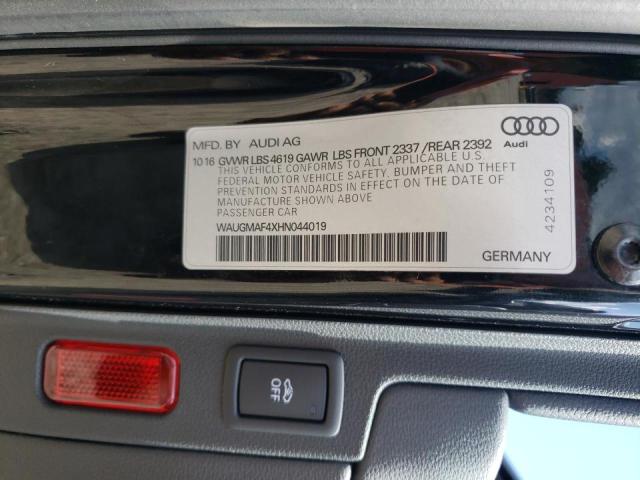 MFD. BY AUDI AG
10 16 GVWR LBS 4619 GAWR LBS FRONT 2337 / REAR 2392
THIS VEHICLE CONFORMS TO ALL APPLICABLE U.S
FEDERAL MOTOR VEHICLE SAFETY, BUMPER AND THEFT
PREVENTION STANDARDS IN EFFECT ON THE DATE OF
MANUFACTURE SHOWN ABOVE
PASSENGER CAR
WAUGMAF4XHN044019
Audi
4234109
GERMANY
OFF